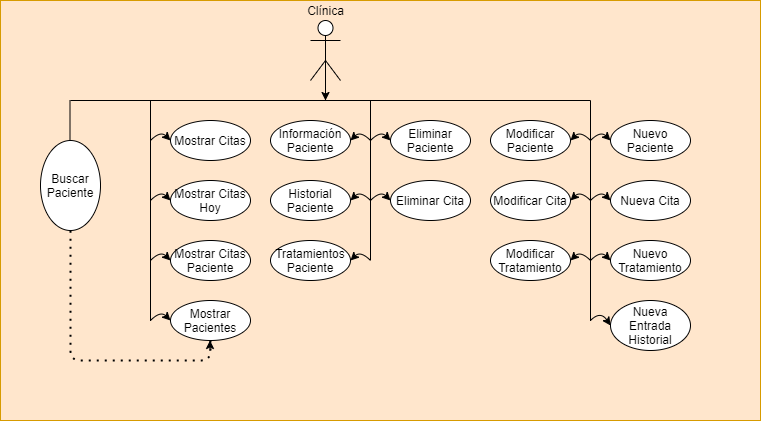 Clínica
Buscar
Paciente
Mostrar Citas
Mostrar Citas
Hoy
Mostrar Citas
Paciente
Mostrar
Pacientes
Información
Paciente
Historial
Paciente
Tratamientos
Paciente
Eliminar
Paciente
Eliminar Cita
Modificar
Paciente
Modificar Cita
Modificar
Tratamiento
Nuevo
Paciente
Nueva Cita
Nuevo
Tratamiento
Nueva
Entrada
Historial